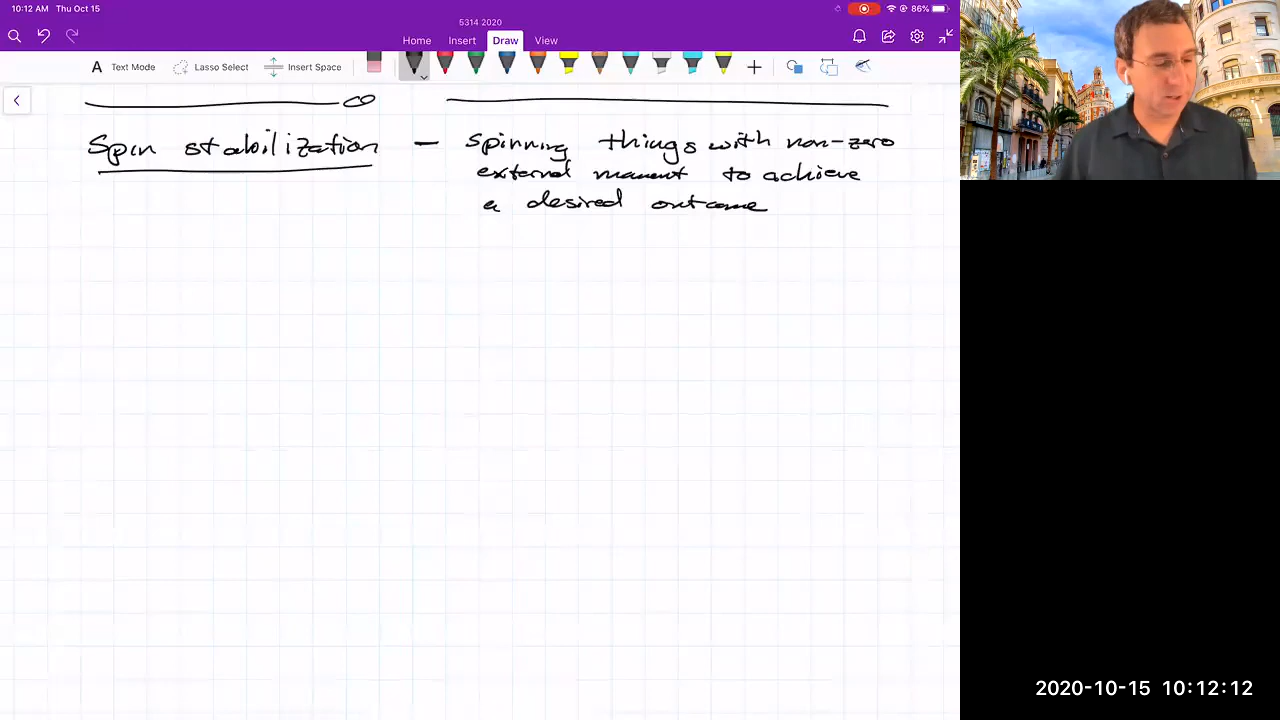 10:12 AM Thu Oct 15
86%
5314 2020
Home Insert Draw View
A Text Mode Lasso Select Insert Space
Spin stabilization — spinning things with non-zero
external moment to achieve
a desired outcome
2020-10-15 10:12:12